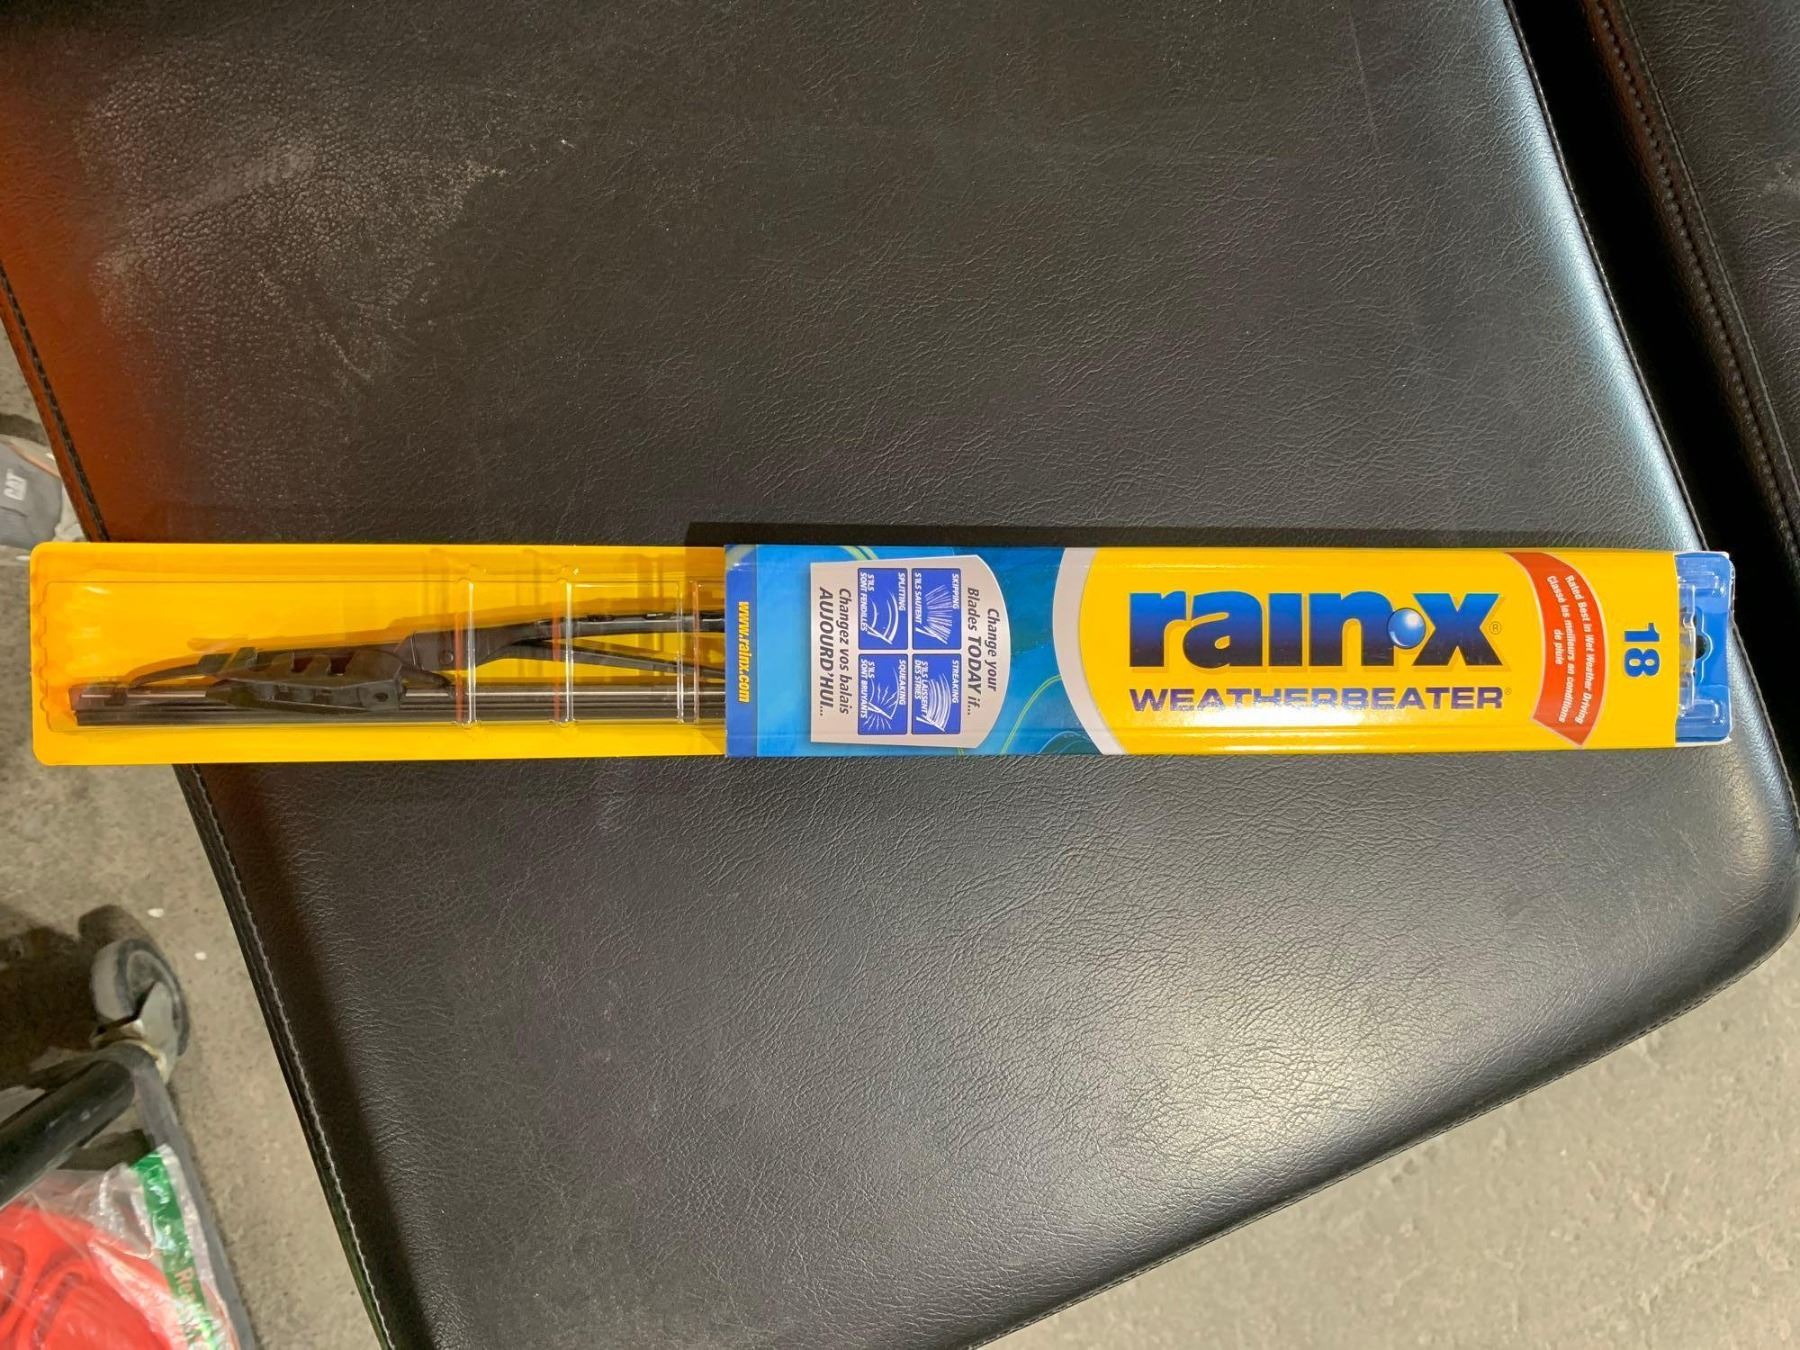 rain-x®
WEATHERBEATER®
18
Rated Best in Wet Weather Driving
Classé les meilleurs en conditions
de pluie
Change your
Blades TODAY if...
SKIPPING
S'ILS SAUTENT
STREAKING
S'ILS LAISSENT
DES STRIES
SPLITTING
S'ILS
SONT FENDILLÉS
SQUEAKING
S'ILS
SONT BRUYANTS
Changez vos balais
AUJOURD'HUI...
www.rainx.com
CAT